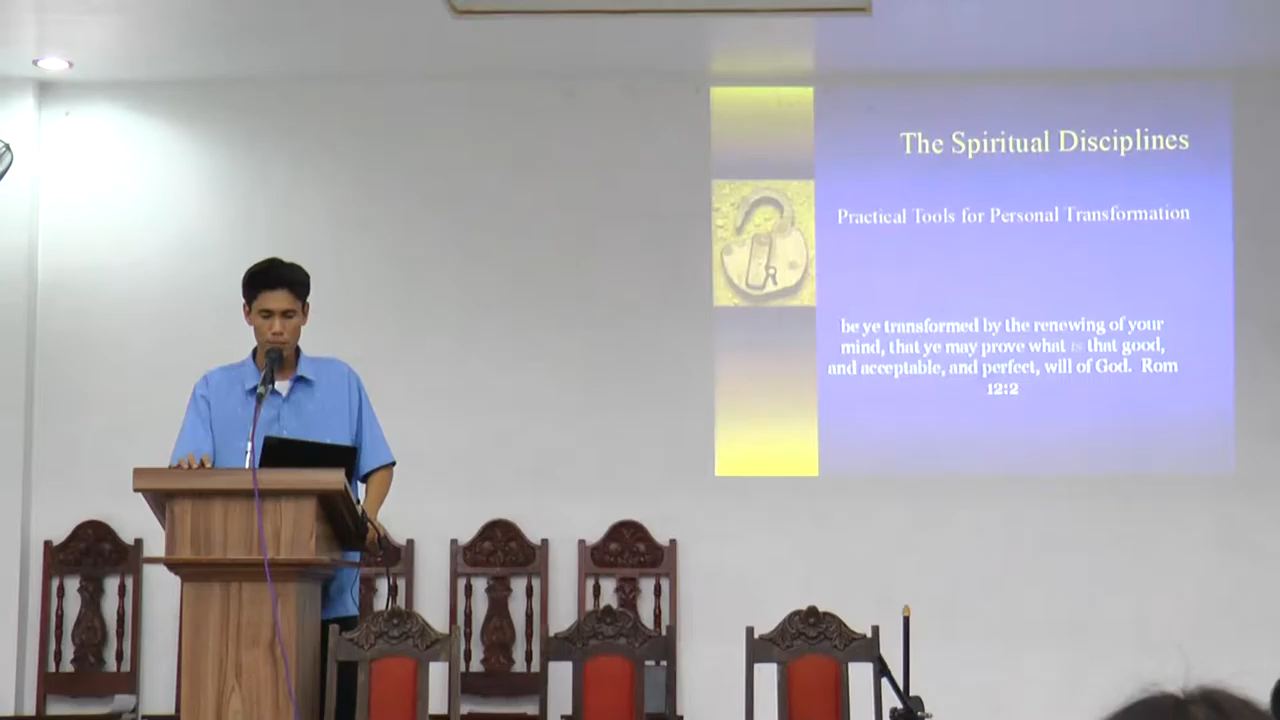 The Spiritual Disciplines
Practical Tools for Personal Transformation
be ye transformed by the renewing of your
mind, that ye may prove what is that good,
and acceptable, and perfect, will of God. Rom
12:2